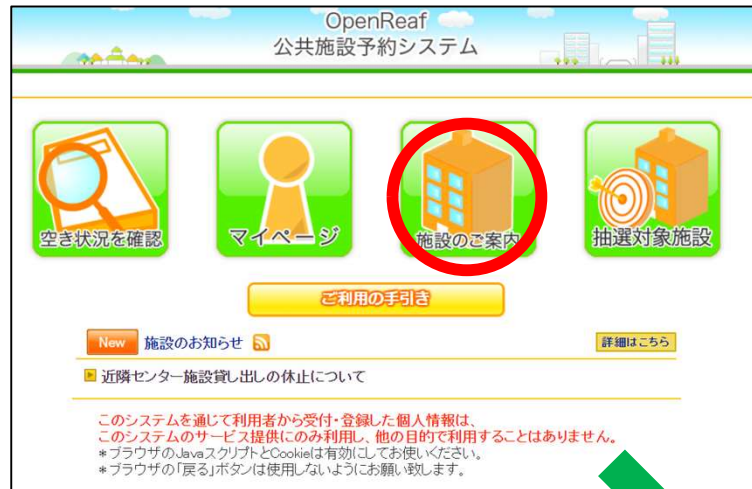 OpenReaf
公共施設予約システム
空き状況を確認
マイページ
施設のご案内
抽選対象施設
ご利用の手引き
New 施設のお知らせ 詳細はこちら
近隣センター施設貸し出しの休止について
このシステムを通じて利用者から受付・登録した個人情報は、
このシステムのサービス提供にのみ利用し、他の目的で利用することはありません。
*ブラウザのJavaスクリプトとCookieは有効にしてお使いください。
*ブラウザの「戻る」ボタンは使用しないようにお願い致します。